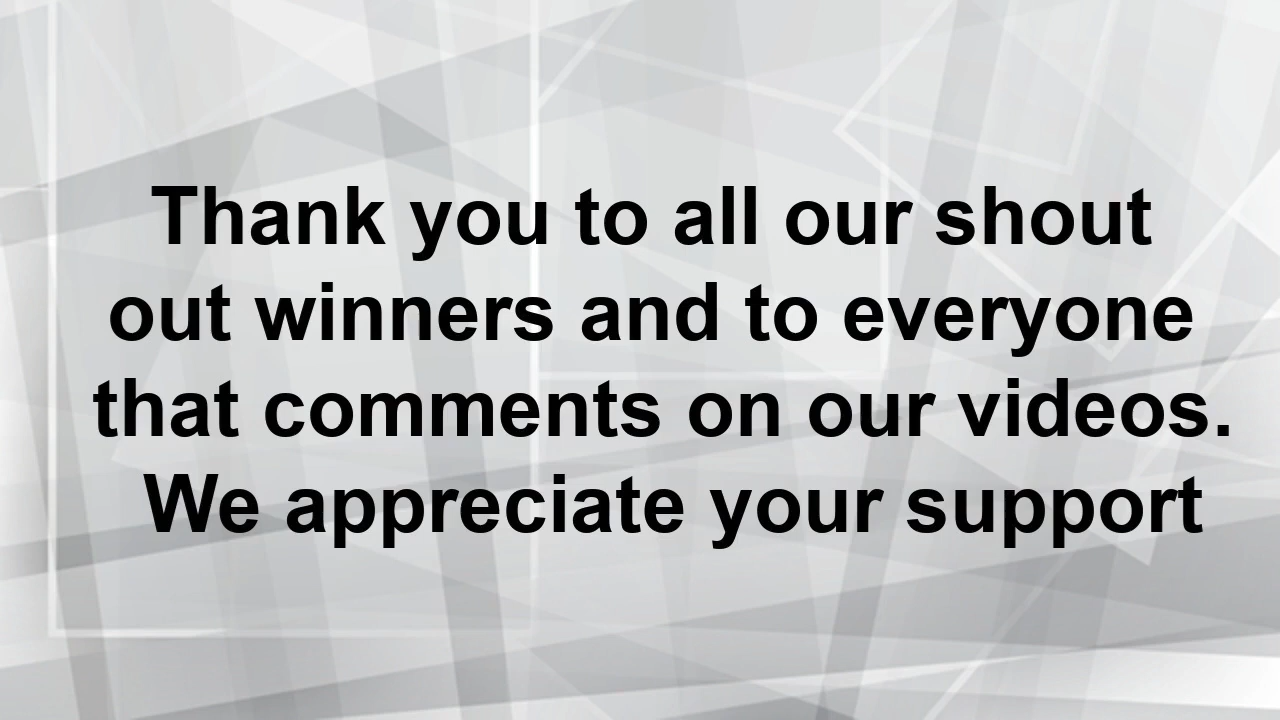 Thank you to all our shout
out winners and to everyone
that comments on our videos.
We appreciate your support